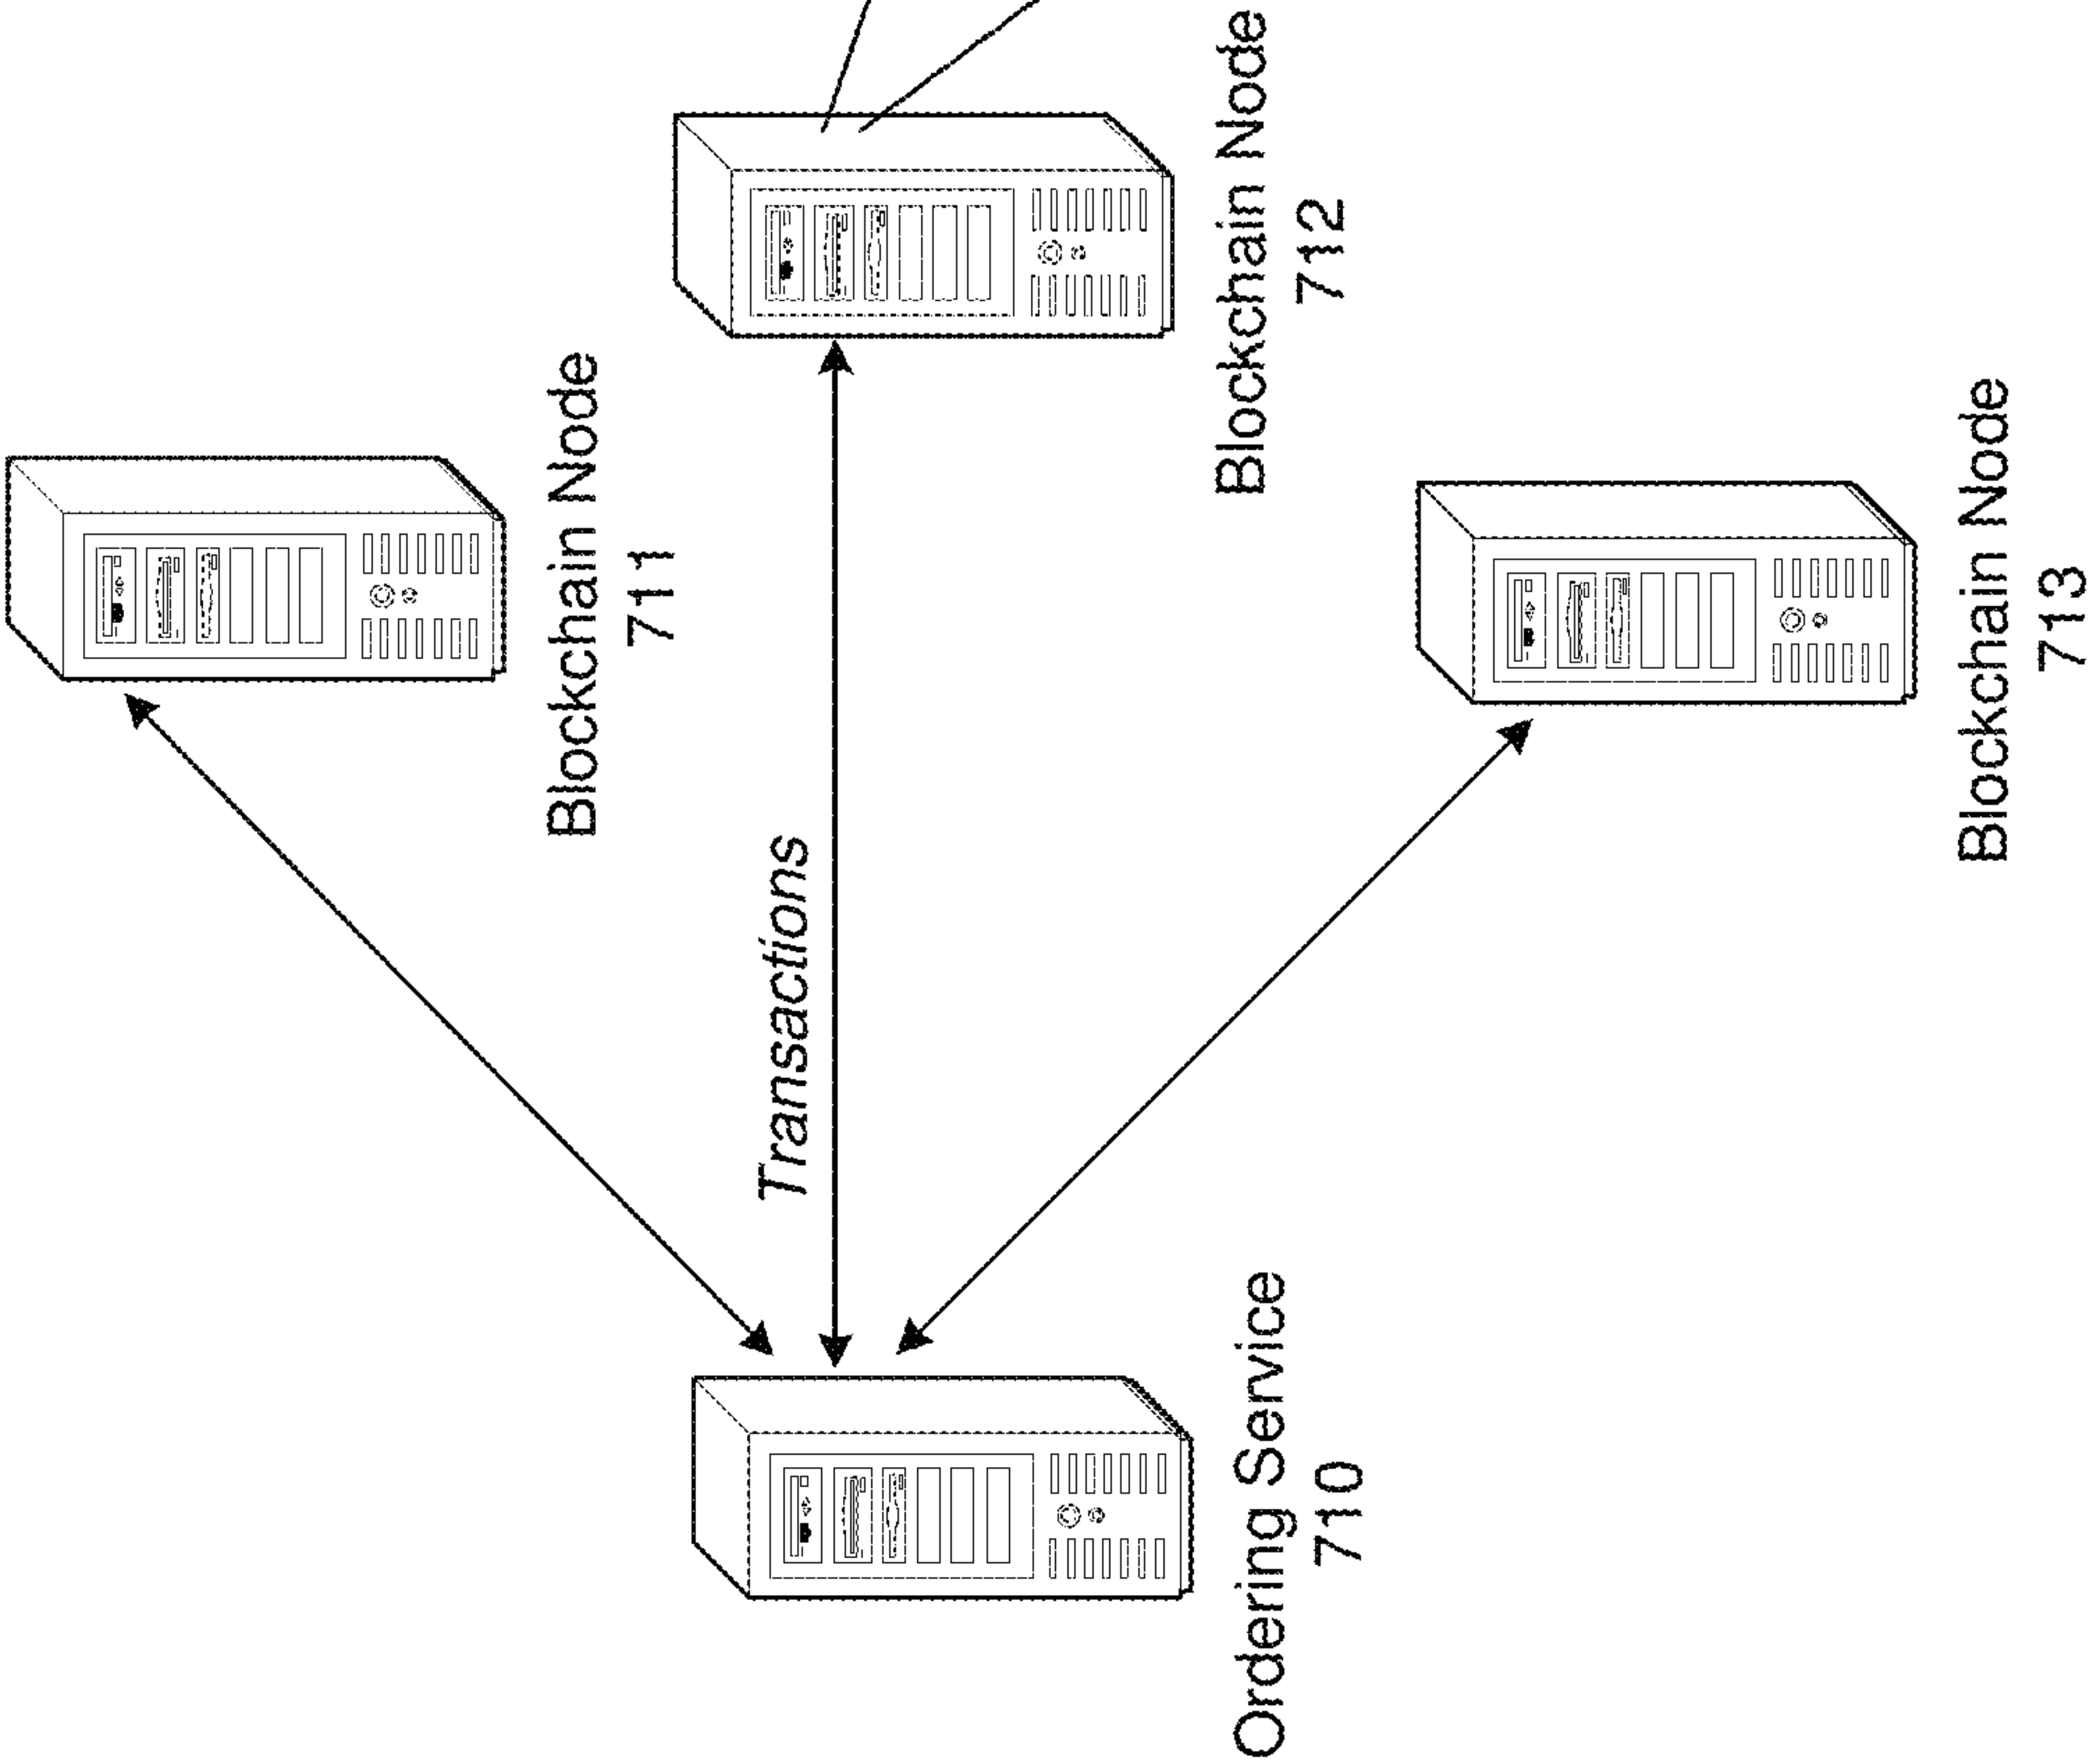 Blockchain Node
711
Transactions
Ordering Service
710
Blockchain Node
712
Blockchain Node
713